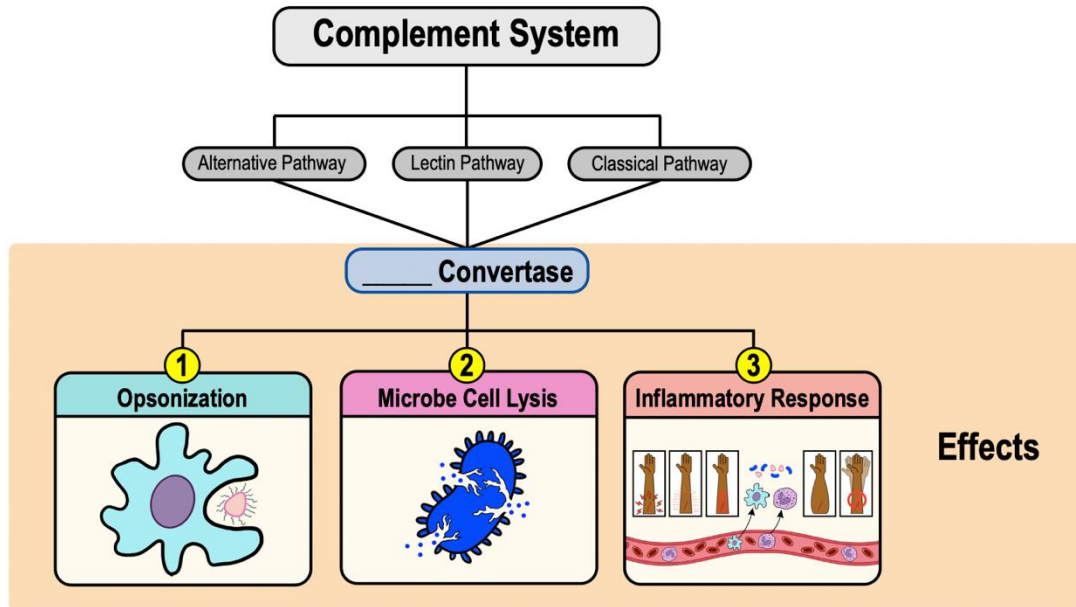 Complement System
Alternative Pathway
Lectin Pathway
Classical Pathway
_____ Convertase
1
2
3
Opsonization
Microbe Cell Lysis
Inflammatory Response
Effects